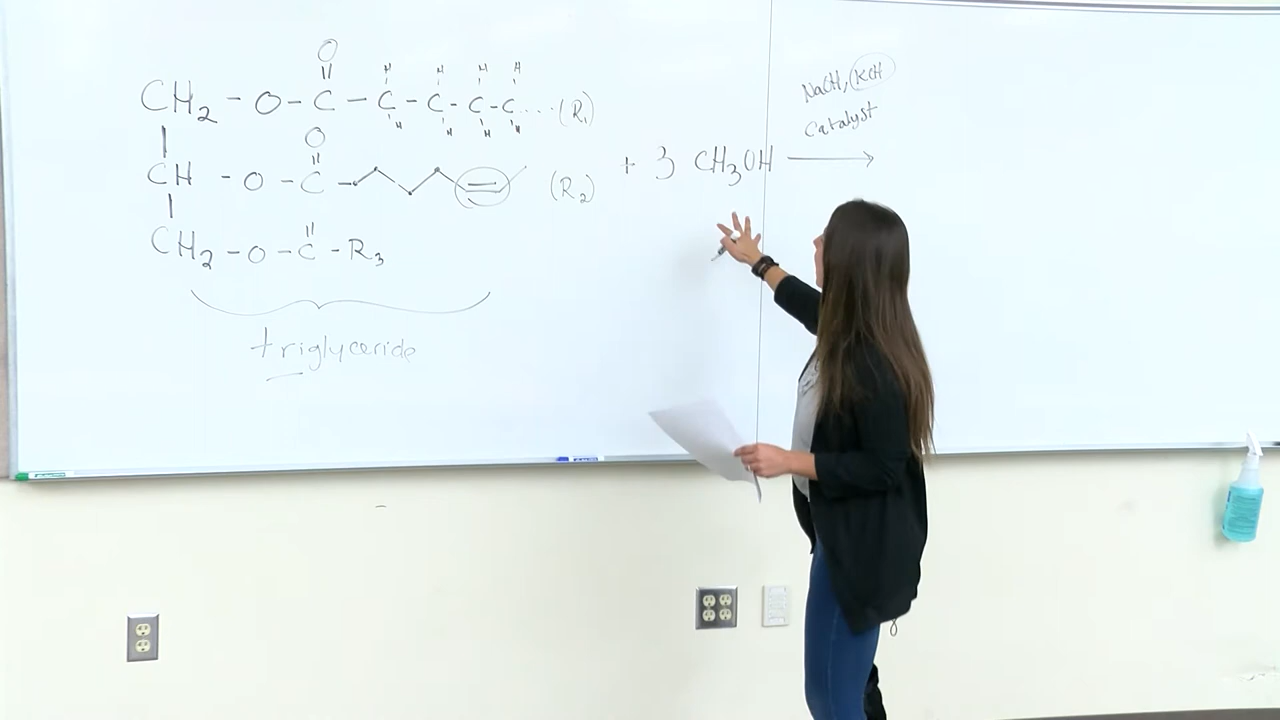 O
H H H H
CH2 - O - C - C - C - C - C .... (R1)
H H H H
O
CH - O - C - (R2)
+ 3 CH3OH
NaOH, KOH
Catalyst
CH2 - O - C - R3
triglyceride